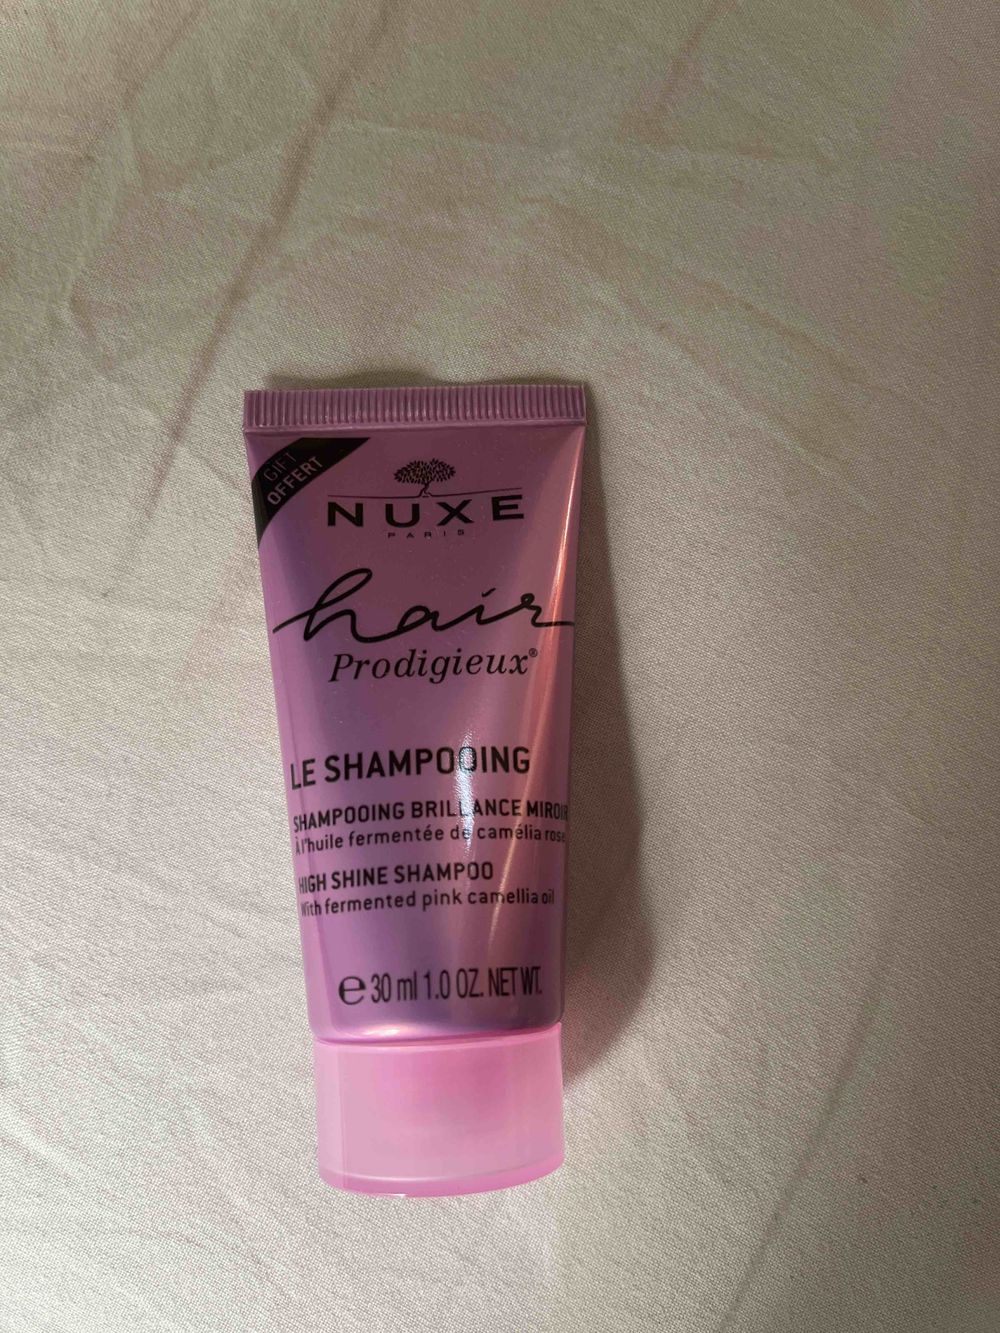 GIFT
OFFERT
NUXE
PARIS
hair
Prodigieux®
LE SHAMPOOING
SHAMPOOING BRILLANCE MIROIR
À l'huile fermentée de camélia rose
HIGH SHINE SHAMPOO
With fermented pink camellia oil
℮ 30 ml 1.0 OZ. NET WT.